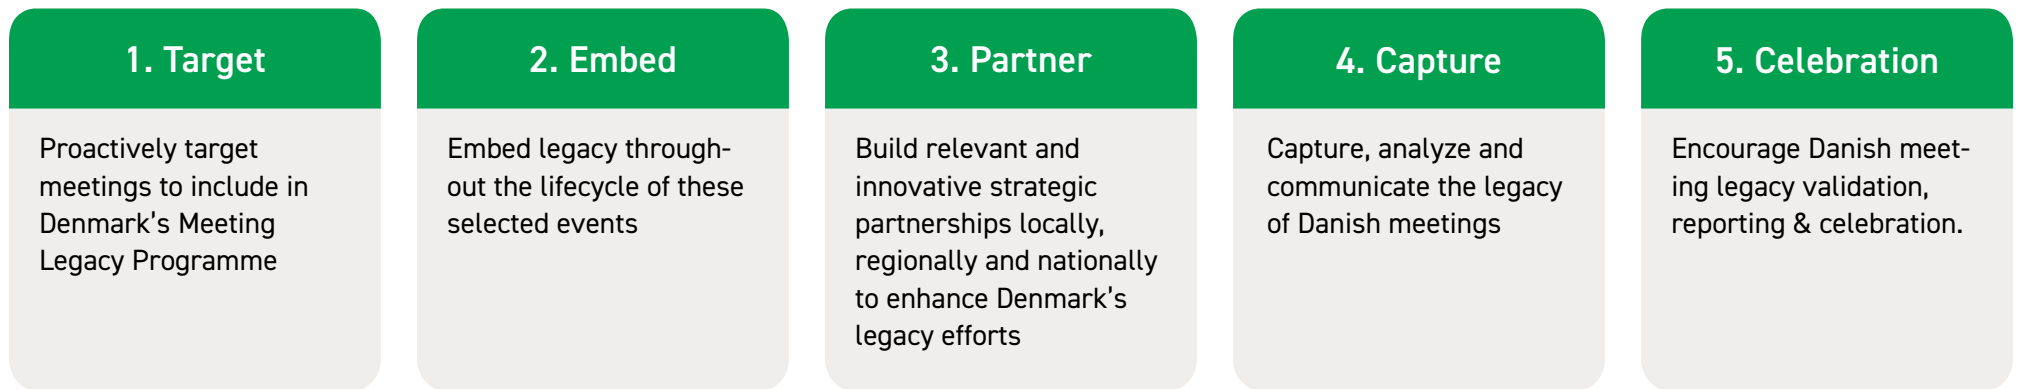 1. Target
Proactively target
meetings to include in
Denmark's Meeting
Legacy Programme
2. Embed
Embed legacy through-
out the lifecycle of these
selected events
3. Partner
Build relevant and
innovative strategic
partnerships locally,
regionally and nationally
to enhance Denmark's
legacy efforts
4. Capture
Capture, analyze and
communicate the legacy
of Danish meetings
5. Celebration
Encourage Danish meet-
ing legacy validation,
reporting & celebration.